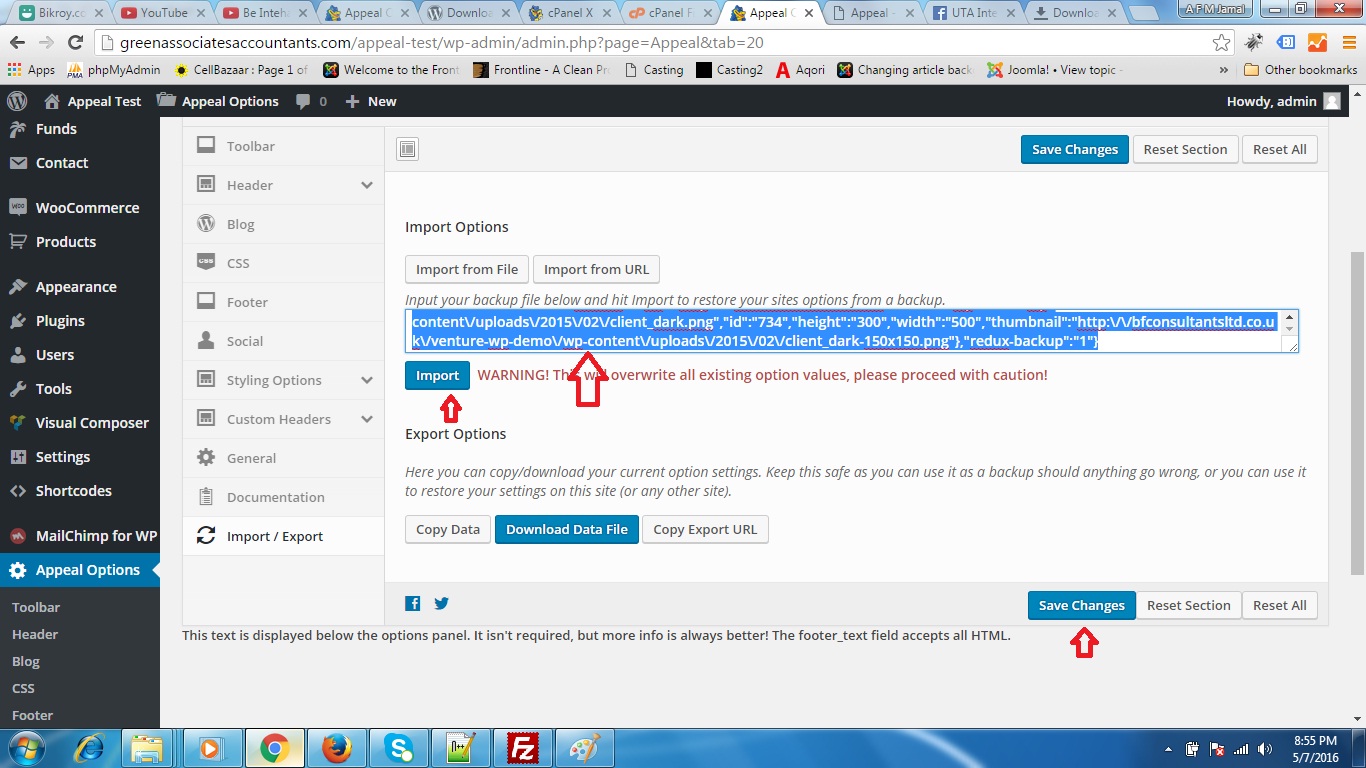 Bikroy.co
YouTube
Be Inteha
Appeal C
Downloa
cPanel X
cPanel F
Appeal C
Appeal -
UTA Inte
Downloa
A F M Jamal
greenassociatesaccountants.com/appeal-test/wp-admin/admin.php?page=Appeal&tab=20
Apps
phpMyAdmin
CellBazaar : Page 1 of
Welcome to the Front
Frontline - A Clean Pr
Casting
Casting2
Aqori
Changing article back
Joomla! • View topic -
»
Other bookmarks
Appeal Test
Appeal Options
0
New
Howdy, admin
Funds
Contact
WooCommerce
Products
Appearance
Plugins
Users
Tools
Visual Composer
Settings
Shortcodes
MailChimp for WP
Appeal Options
Toolbar
Header
Blog
CSS
Footer
Toolbar
Header
Blog
CSS
Footer
Social
Styling Options
Custom Headers
General
Documentation
Import / Export
Save Changes
Reset Section
Reset All
Import Options
Import from File
Import from URL
Input your backup file below and hit Import to restore your sites options from a backup.
content\/uploads\/2015\/02\/client_dark.png","id":"734","height":"300","width":"500","thumbnail":"http:\/\/bfconsultantsltd.co.u
k\/venture-wp-demo\/wp-content\/uploads\/2015\/02\/client_dark-150x150.png"},"redux-backup":"1"}
Import
WARNING! This will overwrite all existing option values, please proceed with caution!
Export Options
Here you can copy/download your current option settings. Keep this safe as you can use it as a backup should anything go wrong, or you can use it
to restore your settings on this site (or any other site).
Copy Data
Download Data File
Copy Export URL
Save Changes
Reset Section
Reset All
This text is displayed below the options panel. It isn't required, but more info is always better! The footer_text field accepts all HTML.
8:55 PM
5/7/2016